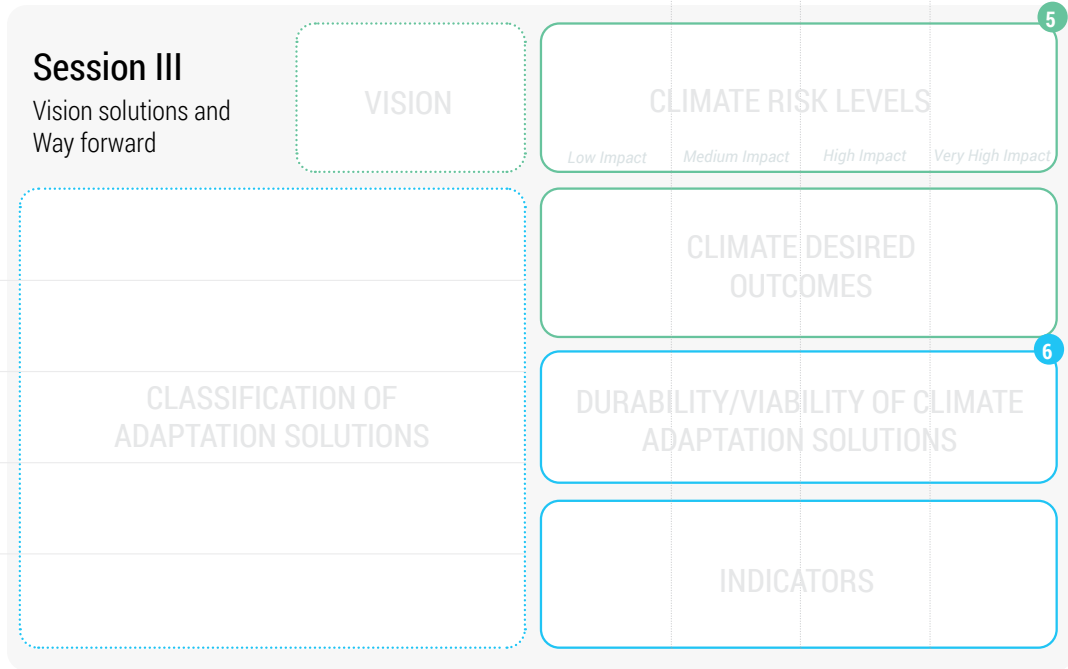 Session III
Vision solutions and
Way forward
VISION
5
CLIMATE RISK LEVELS
Low Impact
Medium Impact
High Impact
Very High Impact
CLIMATE DESIRED
OUTCOMES
CLASSIFICATION OF
ADAPTATION SOLUTIONS
6
DURABILITY/VIABILITY OF CLIMATE
ADAPTATION SOLUTIONS
INDICATORS